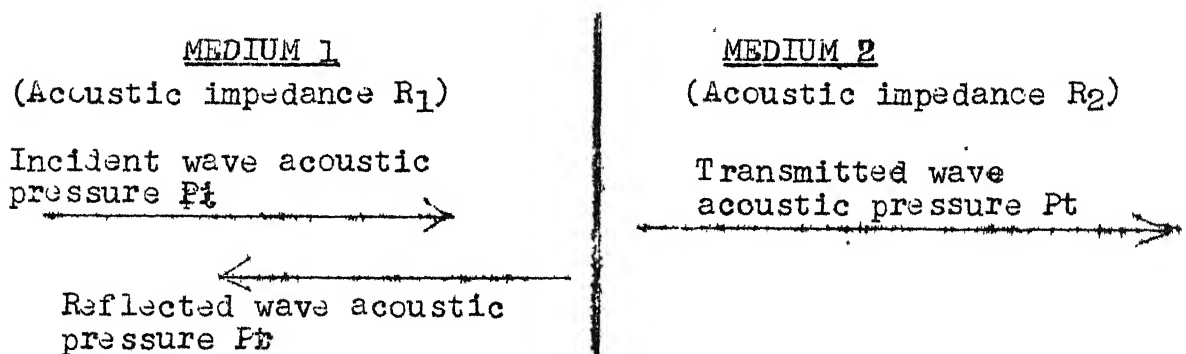 MEDIUM 1
(Acoustic impedance R1)
Incident wave acoustic
pressure Pi
Reflected wave acoustic
pressure Pr
MEDIUM 2
(Acoustic impedance R2)
Transmitted wave
acoustic pressure Pt